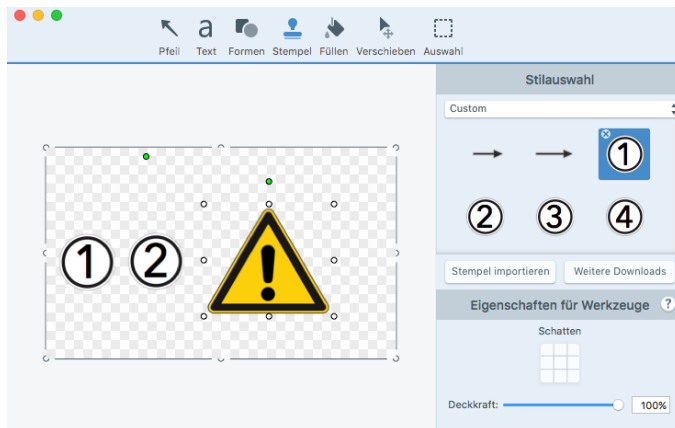 a
Pfeil Text Formen Stempel Füllen Verschieben Auswahl
Stilauswahl
Custom
1
2 3 4
1 2 !
Stempel importieren Weitere Downloads
Eigenschaften für Werkzeuge ?
Schatten
Deckkraft: 100%